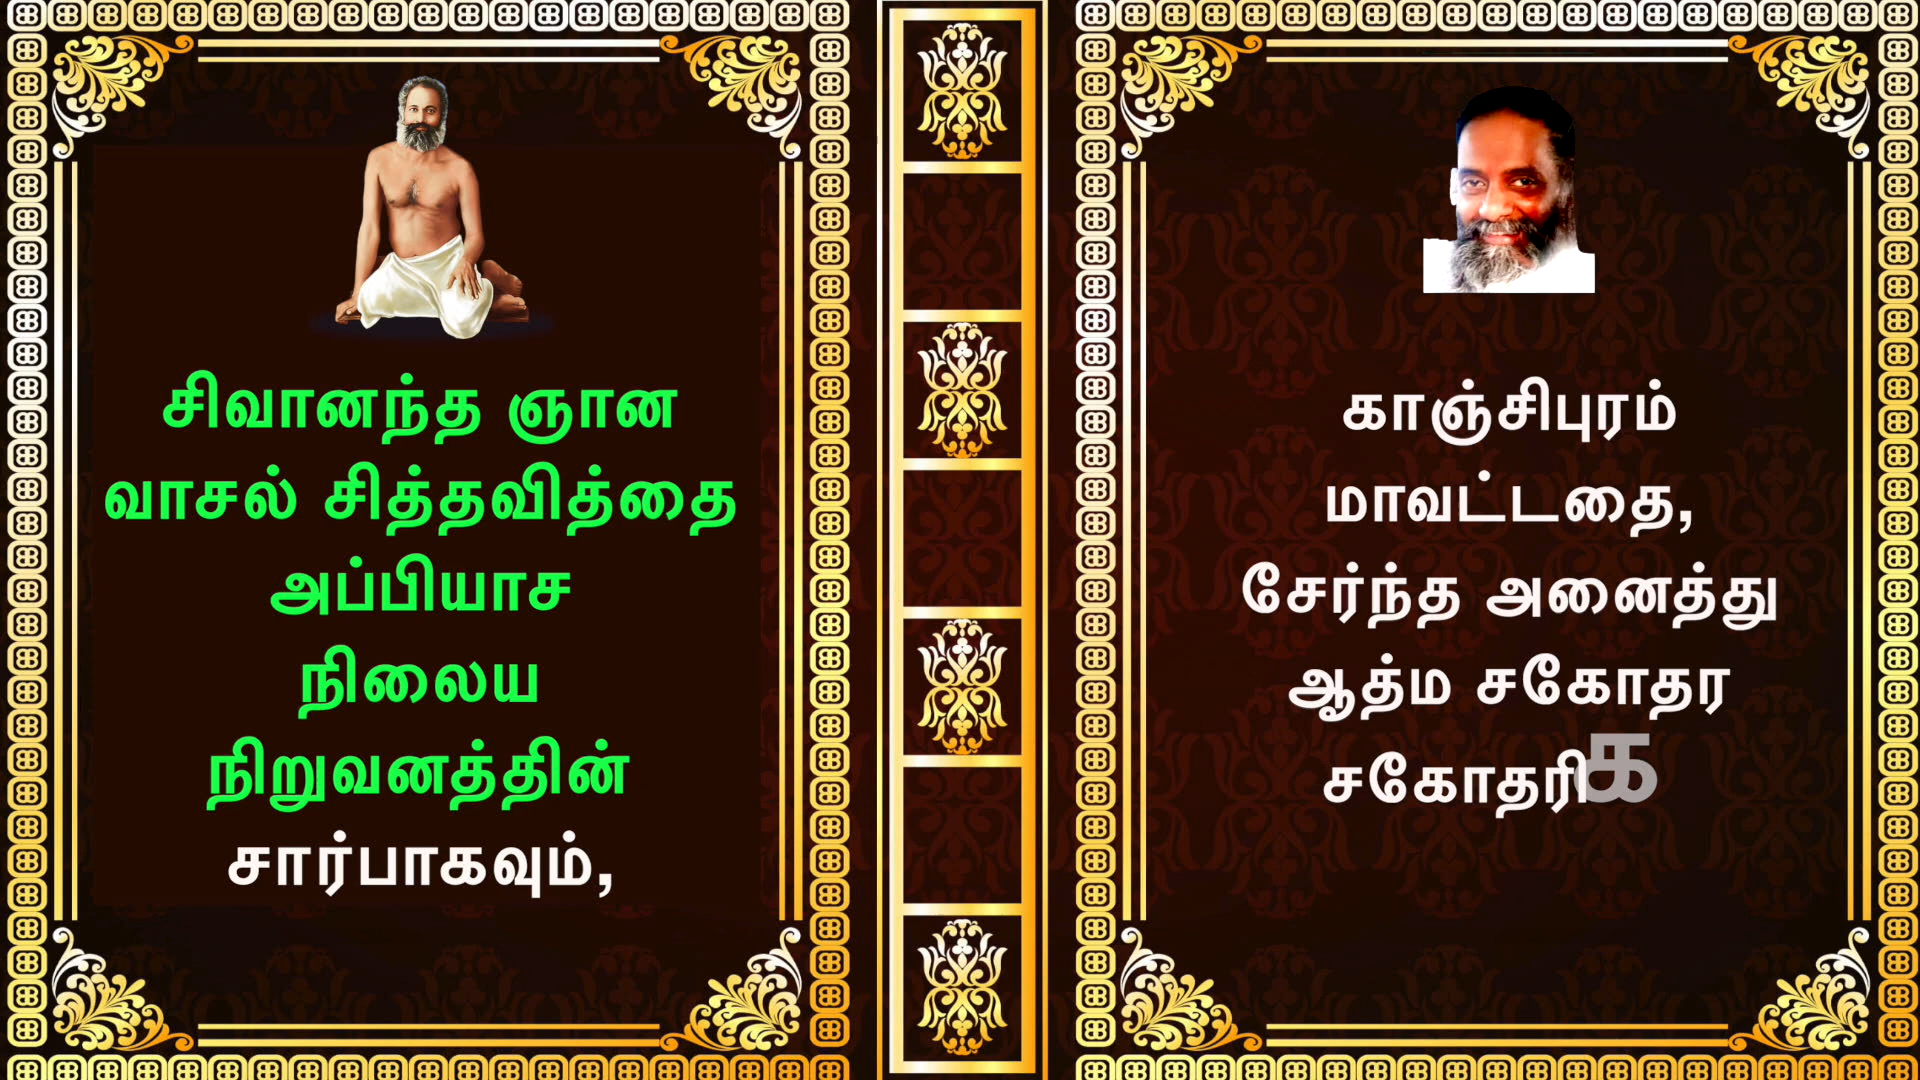 சிவானந்த ஞான
வாசல் சித்தவித்தை
அப்பியாச
நிலைய
நிறுவனத்தின்
சார்பாகவும்,
காஞ்சிபுரம்
மாவட்டதை,
சேர்ந்த அனைத்து
ஆத்ம சகோதர
சகோதரிக